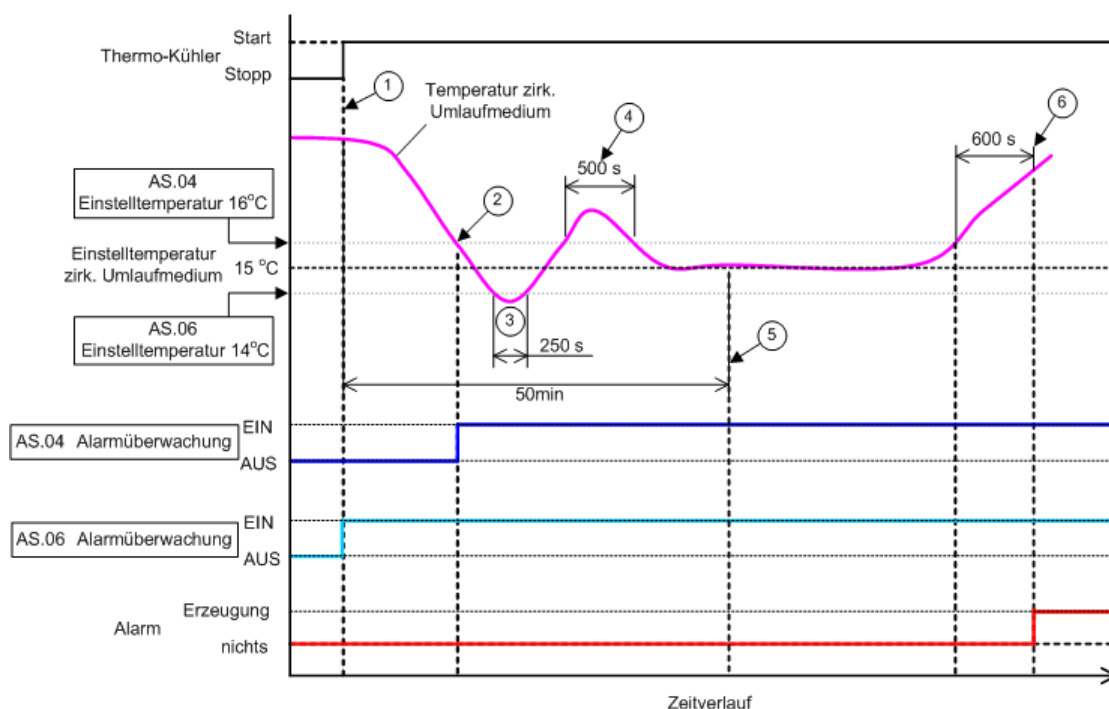 Start
Thermo-Kühler
Stopp
1
Temperatur zirk.
Umlaufmedium
4
6
500 s
600 s
AS.04
Einstelltemperatur 16°C
2
Einstelltemperatur
zirk. Umlaufmedium
15 °C
AS.06
Einstelltemperatur 14°C
3
250 s
5
50min
EIN
AS.04 Alarmüberwachung
AUS
EIN
AS.06 Alarmüberwachung
AUS
Erzeugung
Alarm
nichts
Zeitverlauf